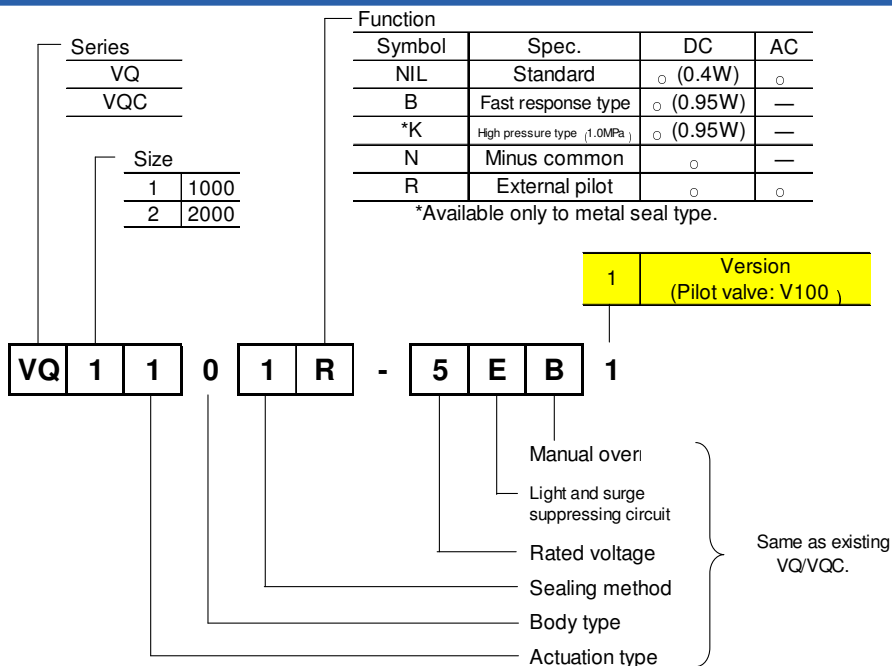 Function
Symbol Spec. DC AC
NIL Standard ○ (0.4W) ○
B Fast response type ○ (0.95W) —
*K High pressure type (1.0MPa) ○ (0.95W) —
N Minus common ○ —
R External pilot ○ ○
*Available only to metal seal type.
Series
VQ
VQC
Size
1 1000
2 2000
1 Version
(Pilot valve: V100 )
VQ 1 1 0 1 R - 5 E B 1
Manual over
Light and surge
suppressing circuit
Rated voltage
Sealing method
Body type
Actuation type
Same as existing
VQ/VQC.